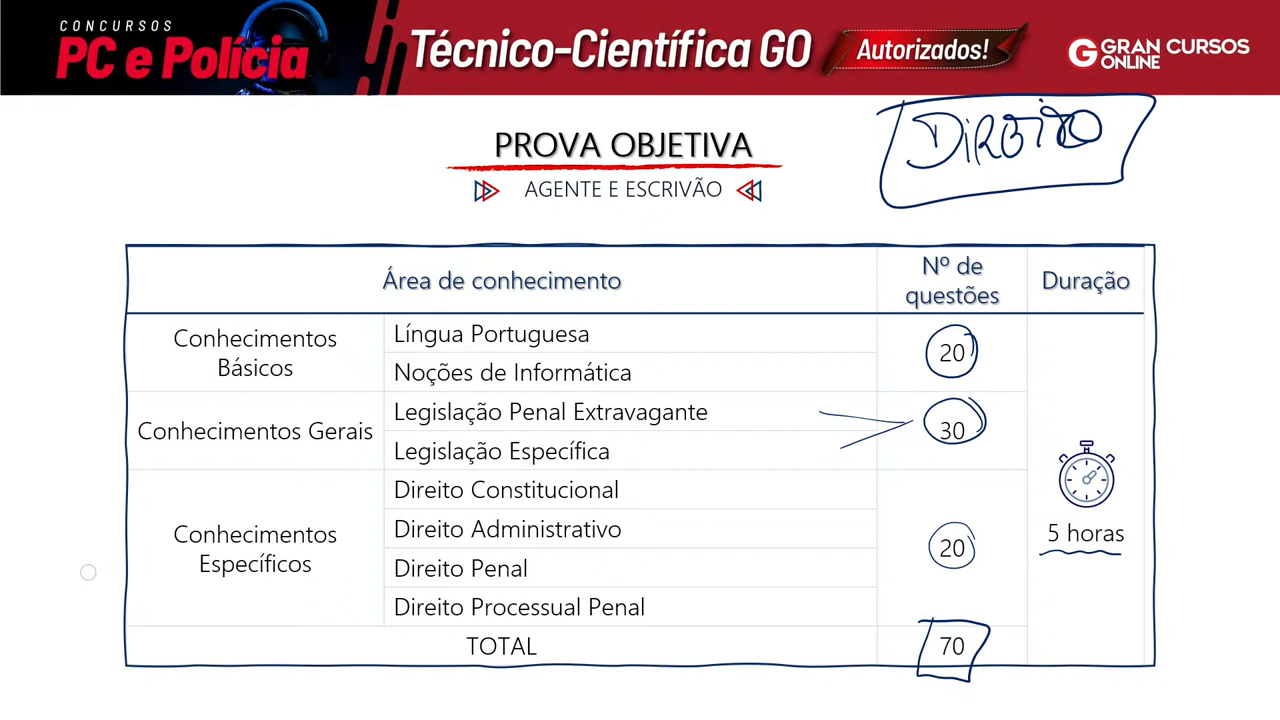 CONCURSOS
PC e Polícia
Técnico-Científica GO
Autorizados!
GRAN CURSOS
ONLINE
DIREITO
PROVA OBJETIVA
AGENTE E ESCRIVÃO
Área de conhecimento
Nº de
questões
Duração
Conhecimentos
Básicos
Língua Portuguesa
Noções de Informática
20
Conhecimentos Gerais
Legislação Penal Extravagante
Legislação Específica
30
Conhecimentos
Específicos
Direito Constitucional
Direito Administrativo
Direito Penal
Direito Processual Penal
20
5 horas
TOTAL
70